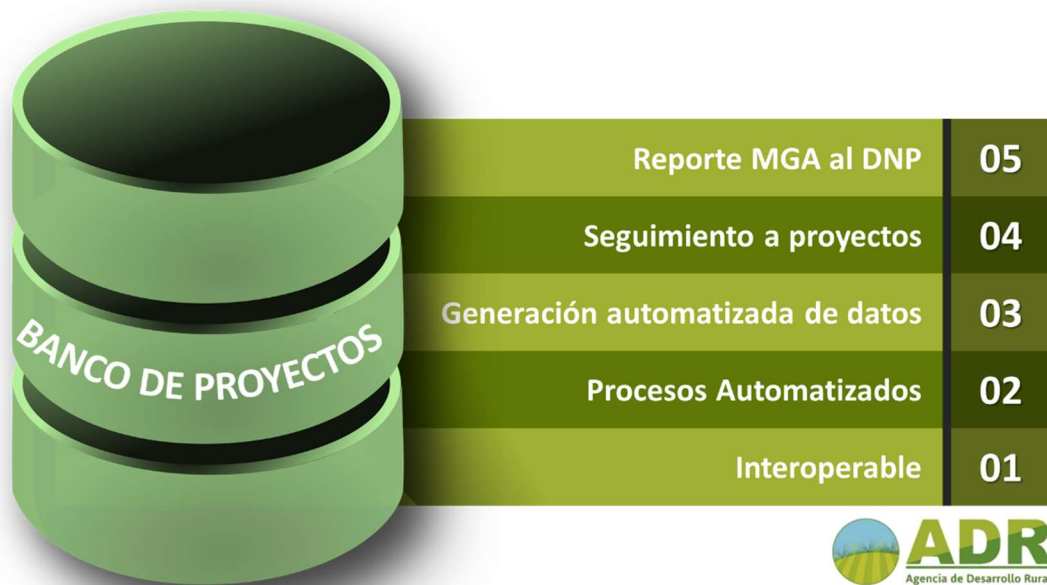 Reporte MGA al DNP 05
Seguimiento a proyectos 04
Generación automatizada de datos 03
BANCO DE PROYECTOS
Procesos Automatizados 02
Interoperable 01
ADR
Agencia de Desarrollo Rural